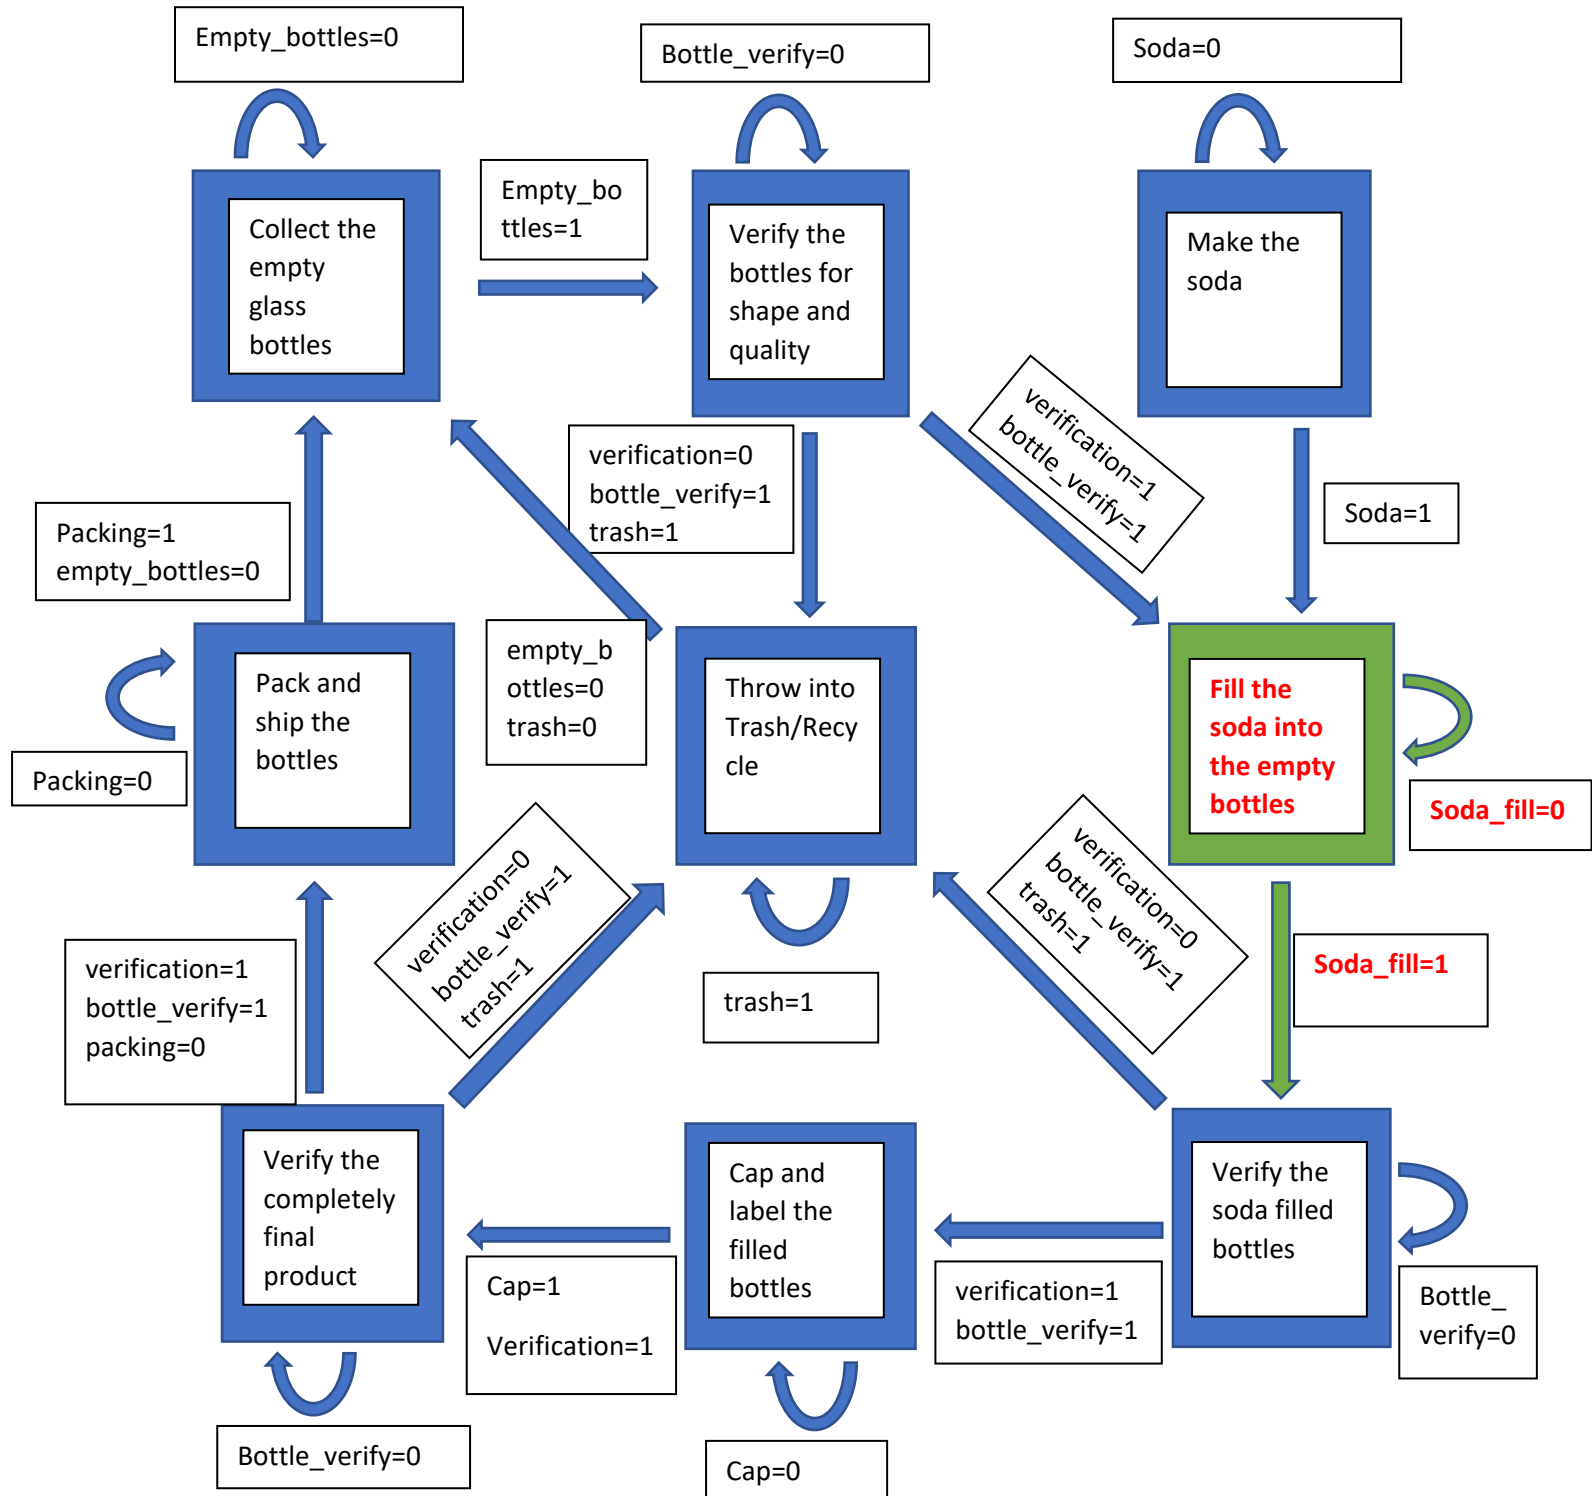 Empty_bottles=0
Bottle_verify=0
Soda=0
Collect the
empty
glass
bottles
Empty_bo
ttles=1
Verify the
bottles for
shape and
quality
Make the
soda
verification=1
bottle_verify=1
verification=0
bottle_verify=1
trash=1
Soda=1
Packing=1
empty_bottles=0
Pack and
ship the
bottles
empty_b
ottles=0
trash=0
Throw into
Trash/Recy
cle
Fill the
soda into
the empty
bottles
Packing=0
Soda_fill=0
verification=0
bottle_verify=1
trash=1
verification=0
bottle_verify=1
trash=1
verification=1
bottle_verify=1
packing=0
trash=1
Soda_fill=1
Verify the
completely
final
product
Cap=1
Verification=1
Cap and
label the
filled
bottles
verification=1
bottle_verify=1
Verify the
soda filled
bottles
Bottle_
verify=0
Bottle_verify=0
Cap=0